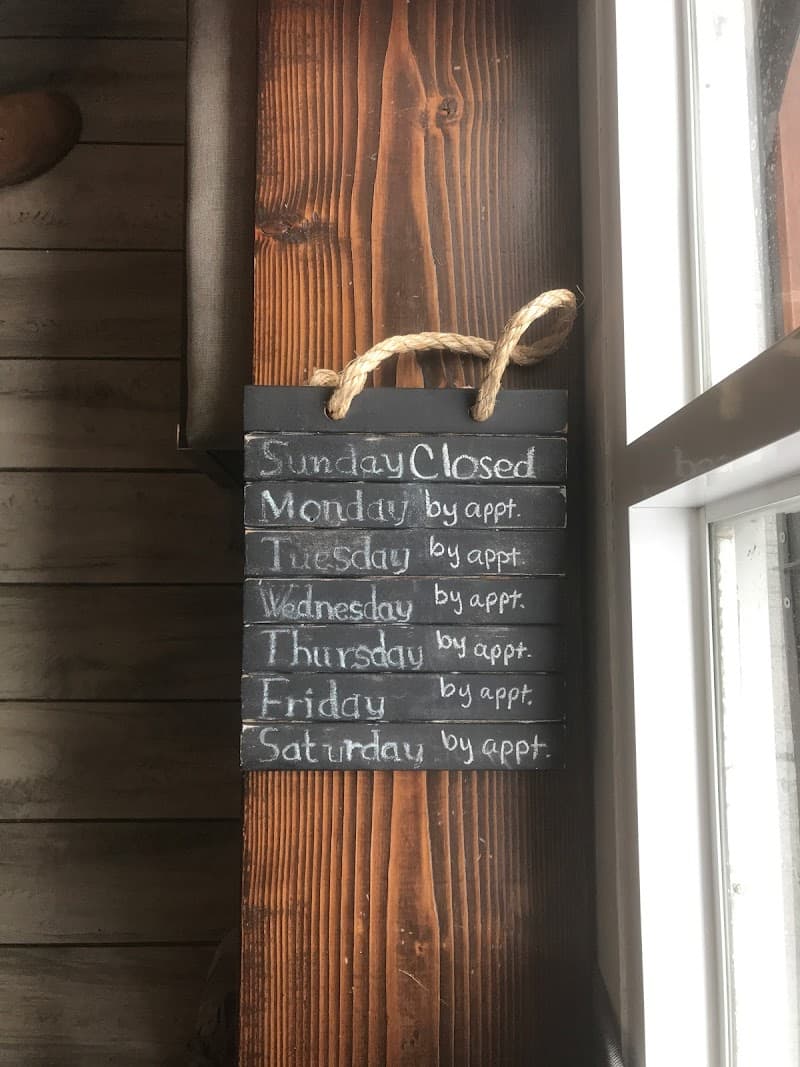 Sunday Closed
Monday by appt.
Tuesday by appt.
Wednesday by appt.
Thursday by appt.
Friday by appt.
Saturday by appt.